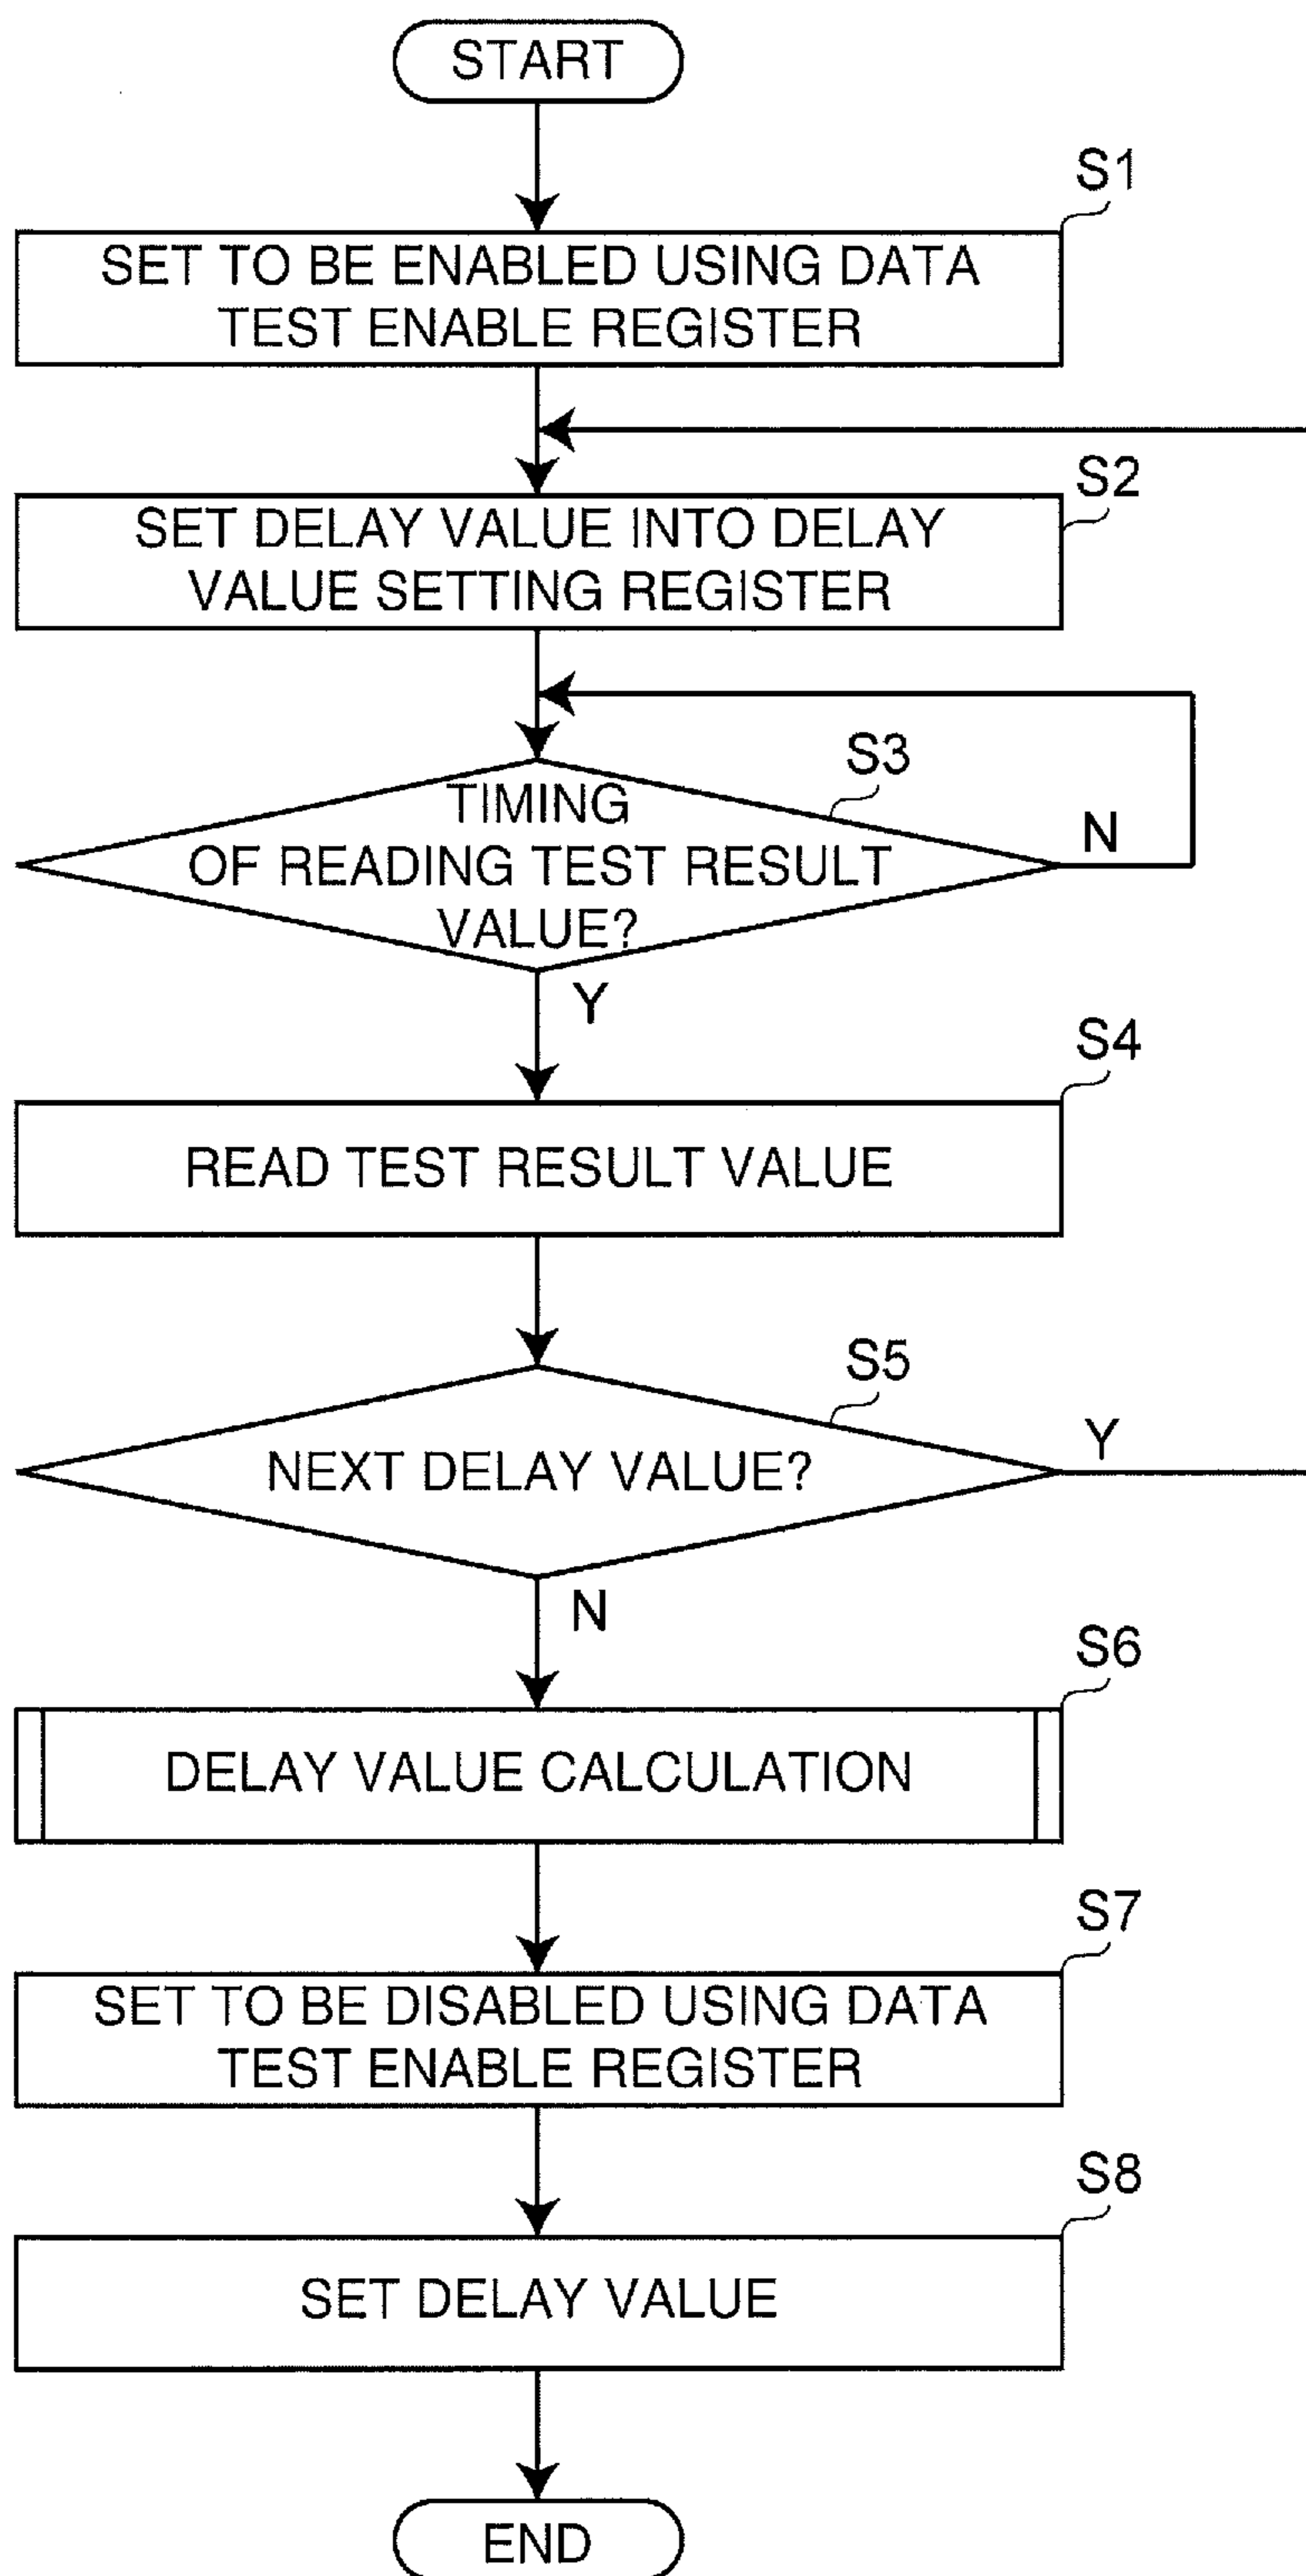 START
S1
SET TO BE ENABLED USING DATA
TEST ENABLE REGISTER
S2
SET DELAY VALUE INTO DELAY
VALUE SETTING REGISTER
S3
TIMING
OF READING TEST RESULT
VALUE?
N
Y
S4
READ TEST RESULT VALUE
S5
NEXT DELAY VALUE?
Y
N
S6
DELAY VALUE CALCULATION
S7
SET TO BE DISABLED USING DATA
TEST ENABLE REGISTER
S8
SET DELAY VALUE
END